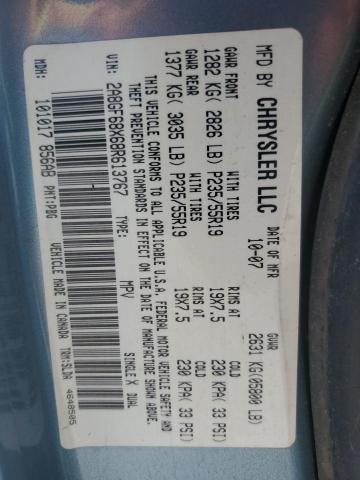 MFD BY CHRYSLER LLC
DATE OF MFR 10-07
GVWR 2631 KG(05800 LB)
GAWR FRONT 1282 KG( 2826 LB) WITH TIRES P235/55R19 RIMS AT 19X7.5 COLD 230 KPA( 33 PSI)
GAWR REAR 1377 KG( 3035 LB) WITH TIRES P235/55R19 RIMS AT 19X7.5 COLD 230 KPA( 33 PSI)
THIS VEHICLE CONFORMS TO ALL APPLICABLE U.S.A. FEDERAL MOTOR VEHICLE SAFETY AND
THEFT PREVENTION STANDARDS IN EFFECT ON THE DATE OF MANUFACTURE SHOWN ABOVE.
2A8GF68X68R613767 TYPE: MPV SINGLE X DUAL
MDH: 101017 856AB PNT:PBG
VEHICLE MADE IN CANADA TRM:SLDA 4648505